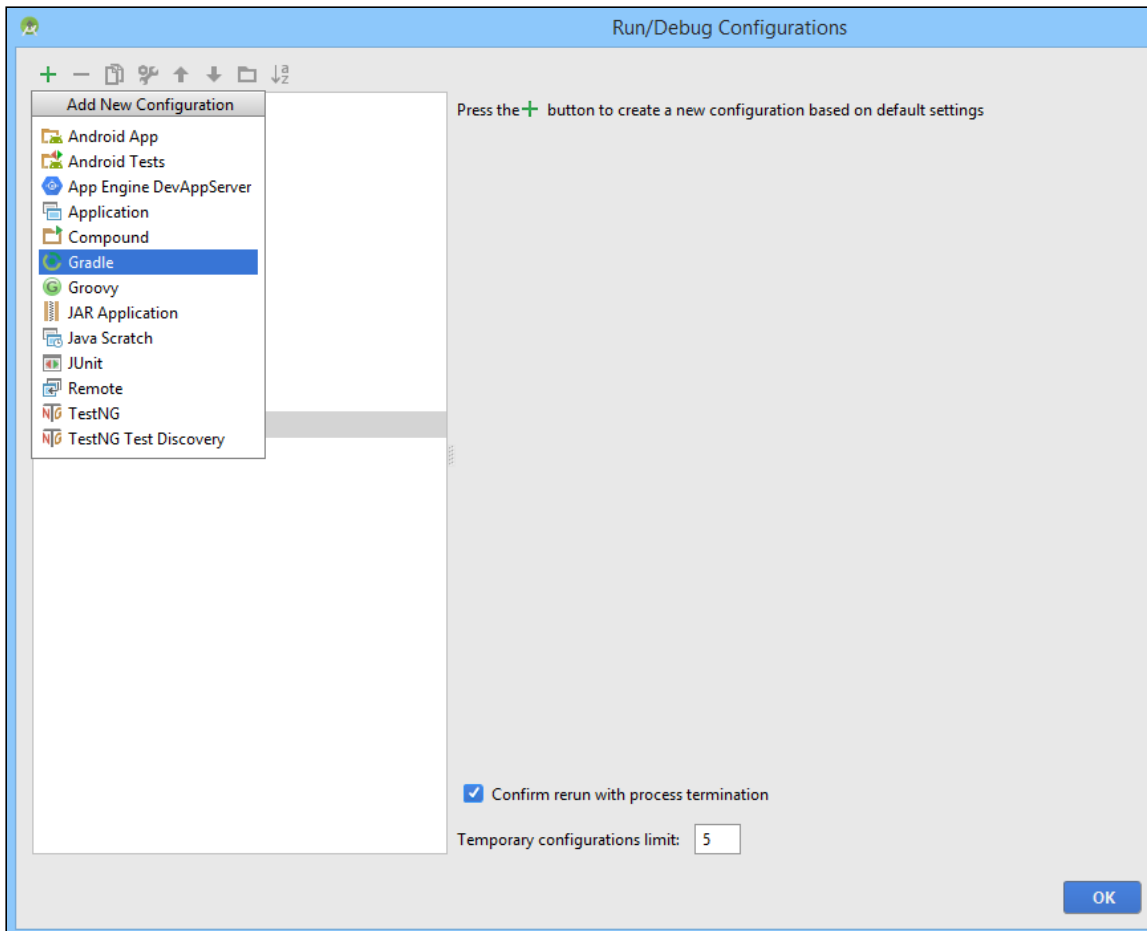 Run/Debug Configurations
Add New Configuration
Press the + button to create a new configuration based on default settings
Android App
Android Tests
App Engine DevAppServer
Application
Compound
Gradle
Groovy
JAR Application
Java Scratch
JUnit
Remote
TestNG
TestNG Test Discovery
Confirm rerun with process termination
Temporary configurations limit: 5
OK